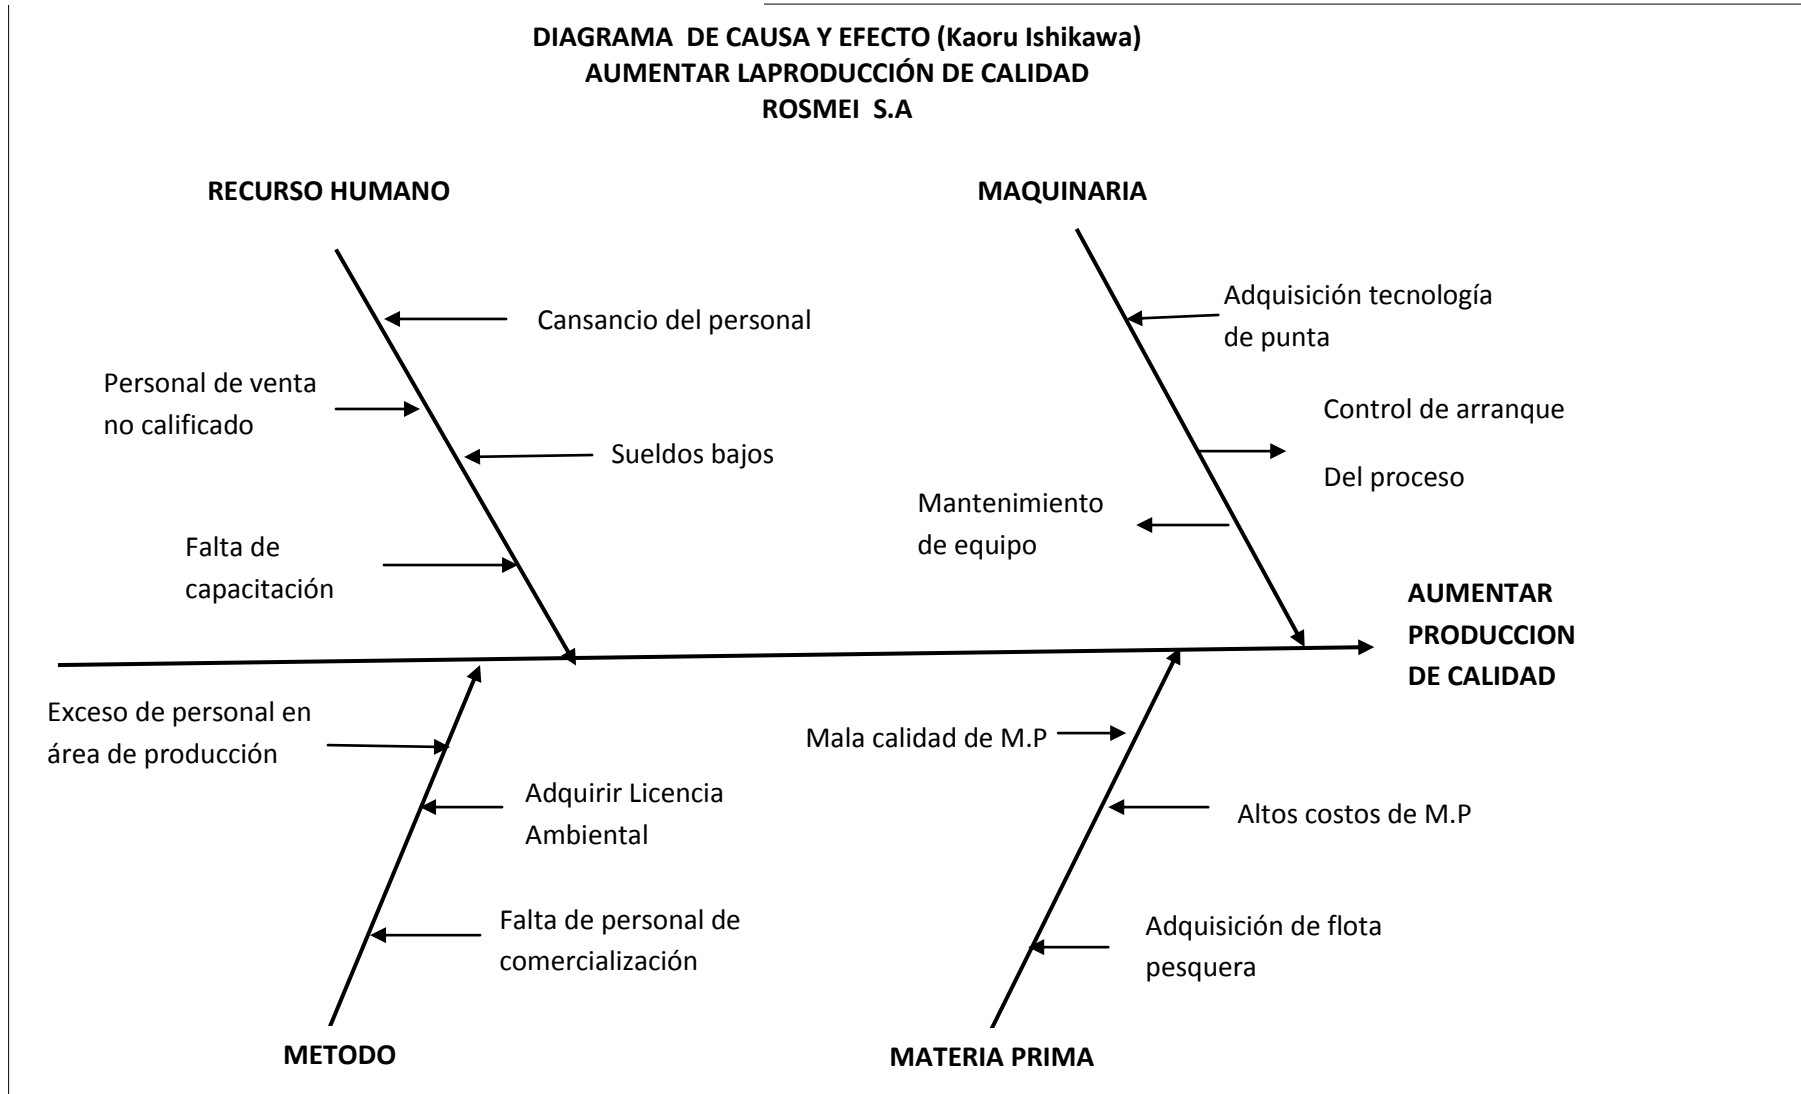 DIAGRAMA DE CAUSA Y EFECTO (Kaoru Ishikawa)
AUMENTAR LAPRODUCCIÓN DE CALIDAD
ROSMEI S.A
RECURSO HUMANO
MAQUINARIA
Cansancio del personal
Personal de venta
no calificado
Sueldos bajos
Falta de
capacitación
Adquisición tecnología
de punta
Control de arranque
Del proceso
Mantenimiento
de equipo
AUMENTAR
PRODUCCION
DE CALIDAD
Exceso de personal en
área de producción
Adquirir Licencia
Ambiental
Falta de personal de
comercialización
Mala calidad de M.P
Altos costos de M.P
Adquisición de flota
pesquera
METODO
MATERIA PRIMA